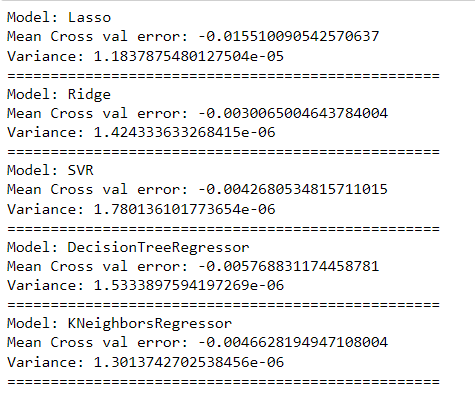 Model: Lasso
Mean Cross val error: -0.015510090542570637
Variance: 1.1837875480127504e-05
==================================================
Model: Ridge
Mean Cross val error: -0.0030065004643784004
Variance: 1.424333633268415e-06
==================================================
Model: SVR
Mean Cross val error: -0.0042680534815711015
Variance: 1.780136101773654e-06
==================================================
Model: DecisionTreeRegressor
Mean Cross val error: -0.005768831174458781
Variance: 1.5333897594197269e-06
==================================================
Model: KNeighborsRegressor
Mean Cross val error: -0.0046628194947108004
Variance: 1.3013742702538456e-06
==================================================